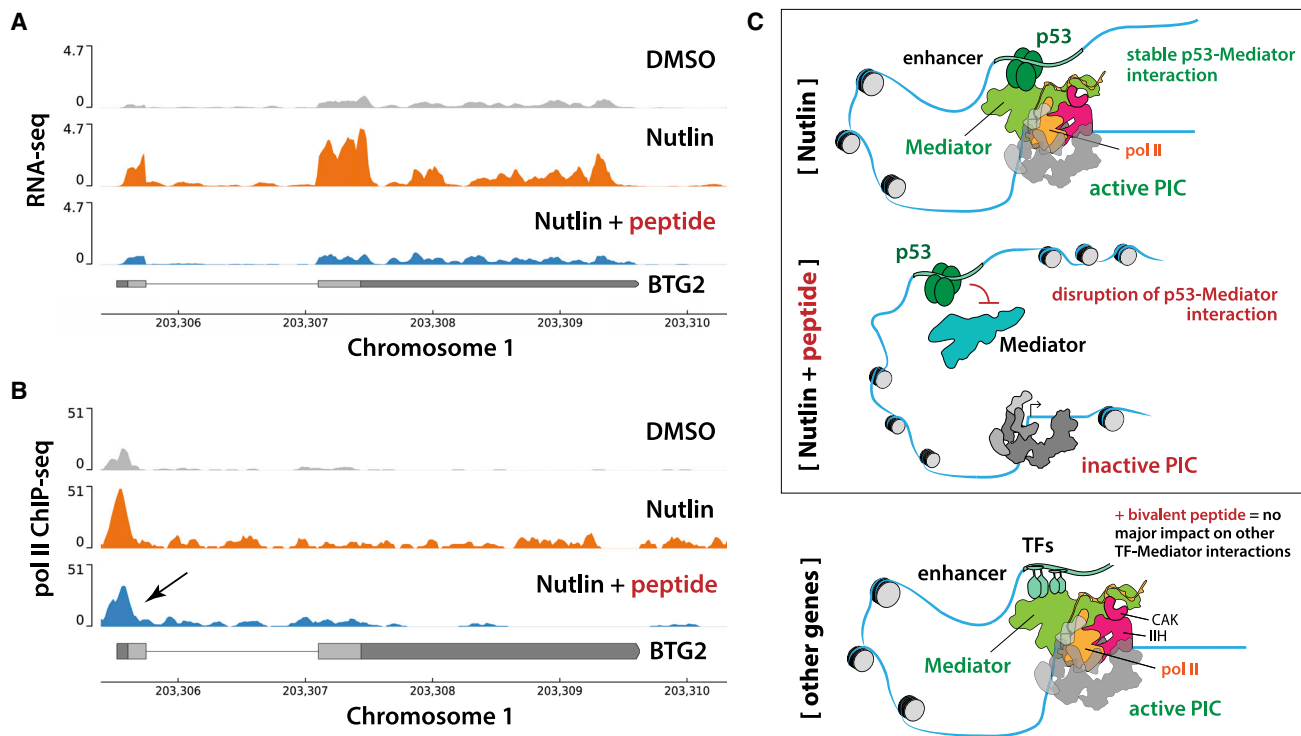 A
RNA-seq
4.7
0
DMSO
4.7
0
Nutlin
4.7
0
Nutlin + peptide
BTG2
203,306 203,307 203,308 203,309 203,310
Chromosome 1
B
pol II ChIP-seq
51
0
DMSO
51
0
Nutlin
51
0
Nutlin + peptide
BTG2
203,306 203,307 203,308 203,309 203,310
Chromosome 1
C
[ Nutlin]
p53
enhancer
stable p53-Mediator
interaction
Mediator
pol II
active PIC
[ Nutlin + peptide]
p53
disruption of p53-Mediator
interaction
Mediator
inactive PIC
[ other genes]
+ bivalent peptide = no
major impact on other
TF-Mediator interactions
TFs
enhancer
CAK
IIH
Mediator
pol II
active PIC